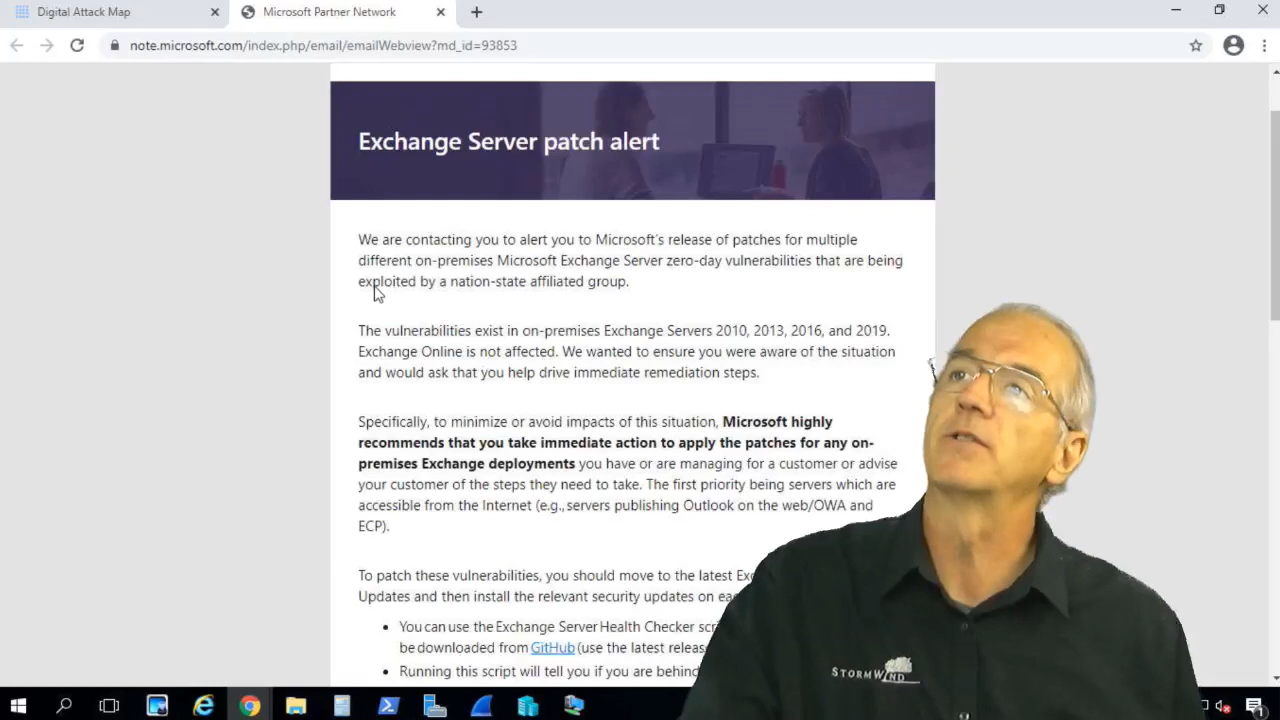 Digital Attack Map
Microsoft Partner Network
note.microsoft.com/index.php/email/emailWebview?md_id=93853
Exchange Server patch alert
We are contacting you to alert you to Microsoft's release of patches for multiple
different on-premises Microsoft Exchange Server zero-day vulnerabilities that are being
exploited by a nation-state affiliated group.
The vulnerabilities exist in on-premises Exchange Servers 2010, 2013, 2016, and 2019.
Exchange Online is not affected. We wanted to ensure you were aware of the situation
and would ask that you help drive immediate remediation steps.
Specifically, to minimize or avoid impacts of this situation, Microsoft highly
recommends that you take immediate action to apply the patches for any on-
premises Exchange deployments you have or are managing for a customer or advise
your customer of the steps they need to take. The first priority being servers which are
accessible from the Internet (e.g., servers publishing Outlook on the web/OWA and
ECP).
To patch these vulnerabilities, you should move to the latest
Updates and then install the relevant security updates on
• You can use the Exchange Server Health Checker
be downloaded from GitHub (use the latest
• Running this script will tell you if you are
STORMWIND
1